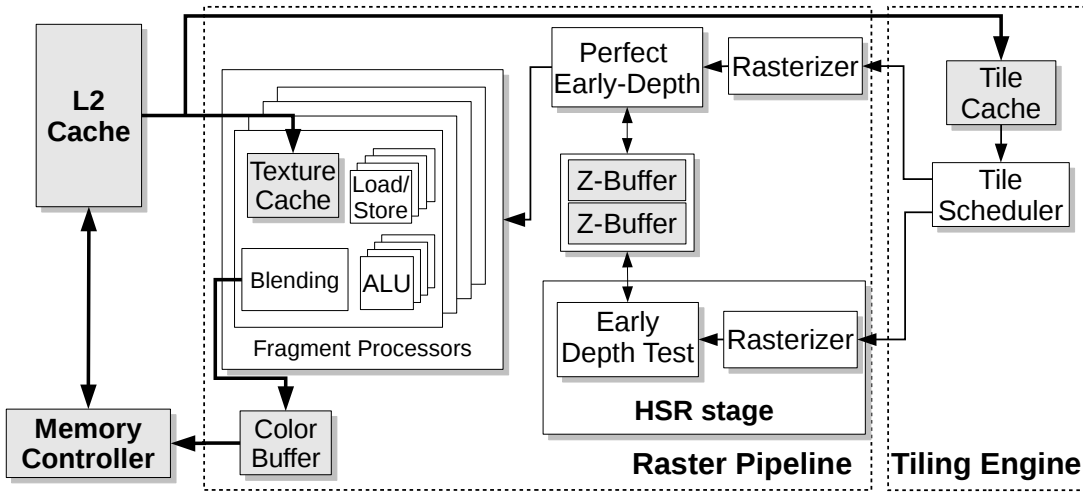 L2
Cache
Texture
Cache
Load/
Store
Blending
ALU
Fragment Processors
Color
Buffer
Memory
Controller
Perfect
Early-Depth
Rasterizer
Z-Buffer
Z-Buffer
Early
Depth Test
Rasterizer
HSR stage
Raster Pipeline
Tile
Cache
Tile
Scheduler
Tiling Engine